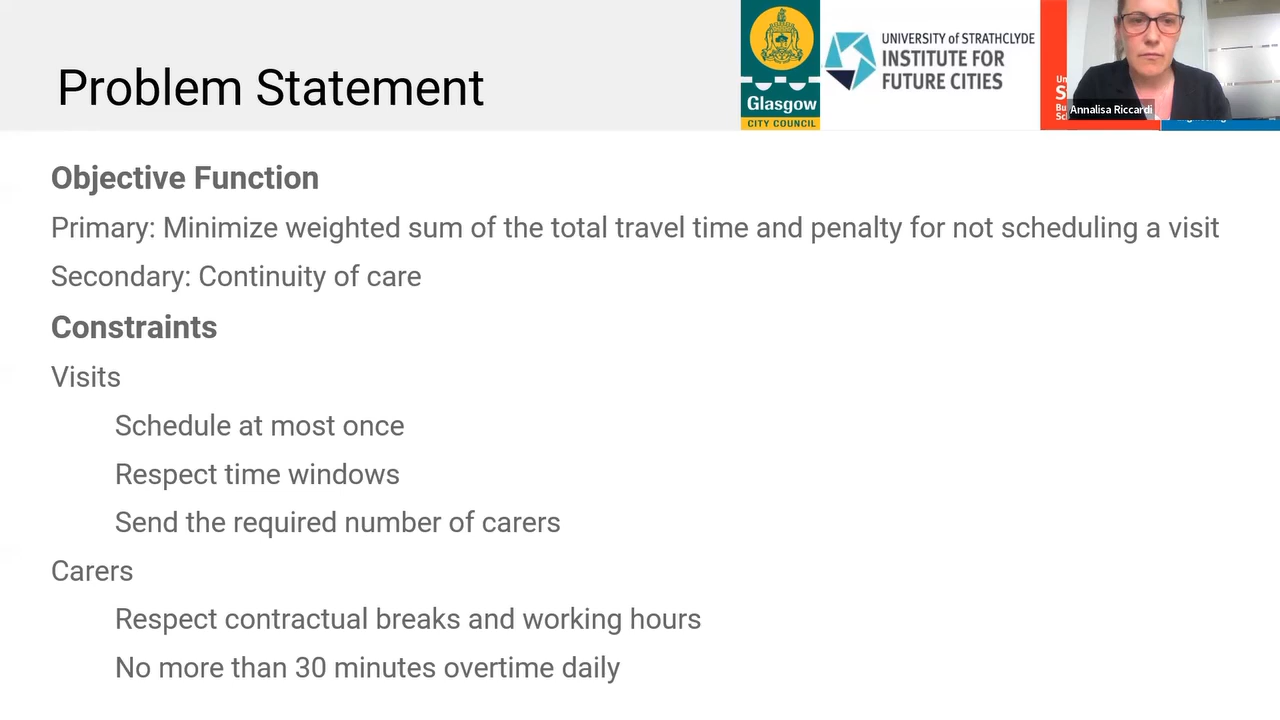 Problem Statement
Glasgow
CITY COUNCIL
UNIVERSITY of STRATHCLYDE
INSTITUTE FOR
FUTURE CITIES
Annalisa Riccardi
Objective Function
Primary: Minimize weighted sum of the total travel time and penalty for not scheduling a visit
Secondary: Continuity of care
Constraints
Visits
Schedule at most once
Respect time windows
Send the required number of carers
Carers
Respect contractual breaks and working hours
No more than 30 minutes overtime daily